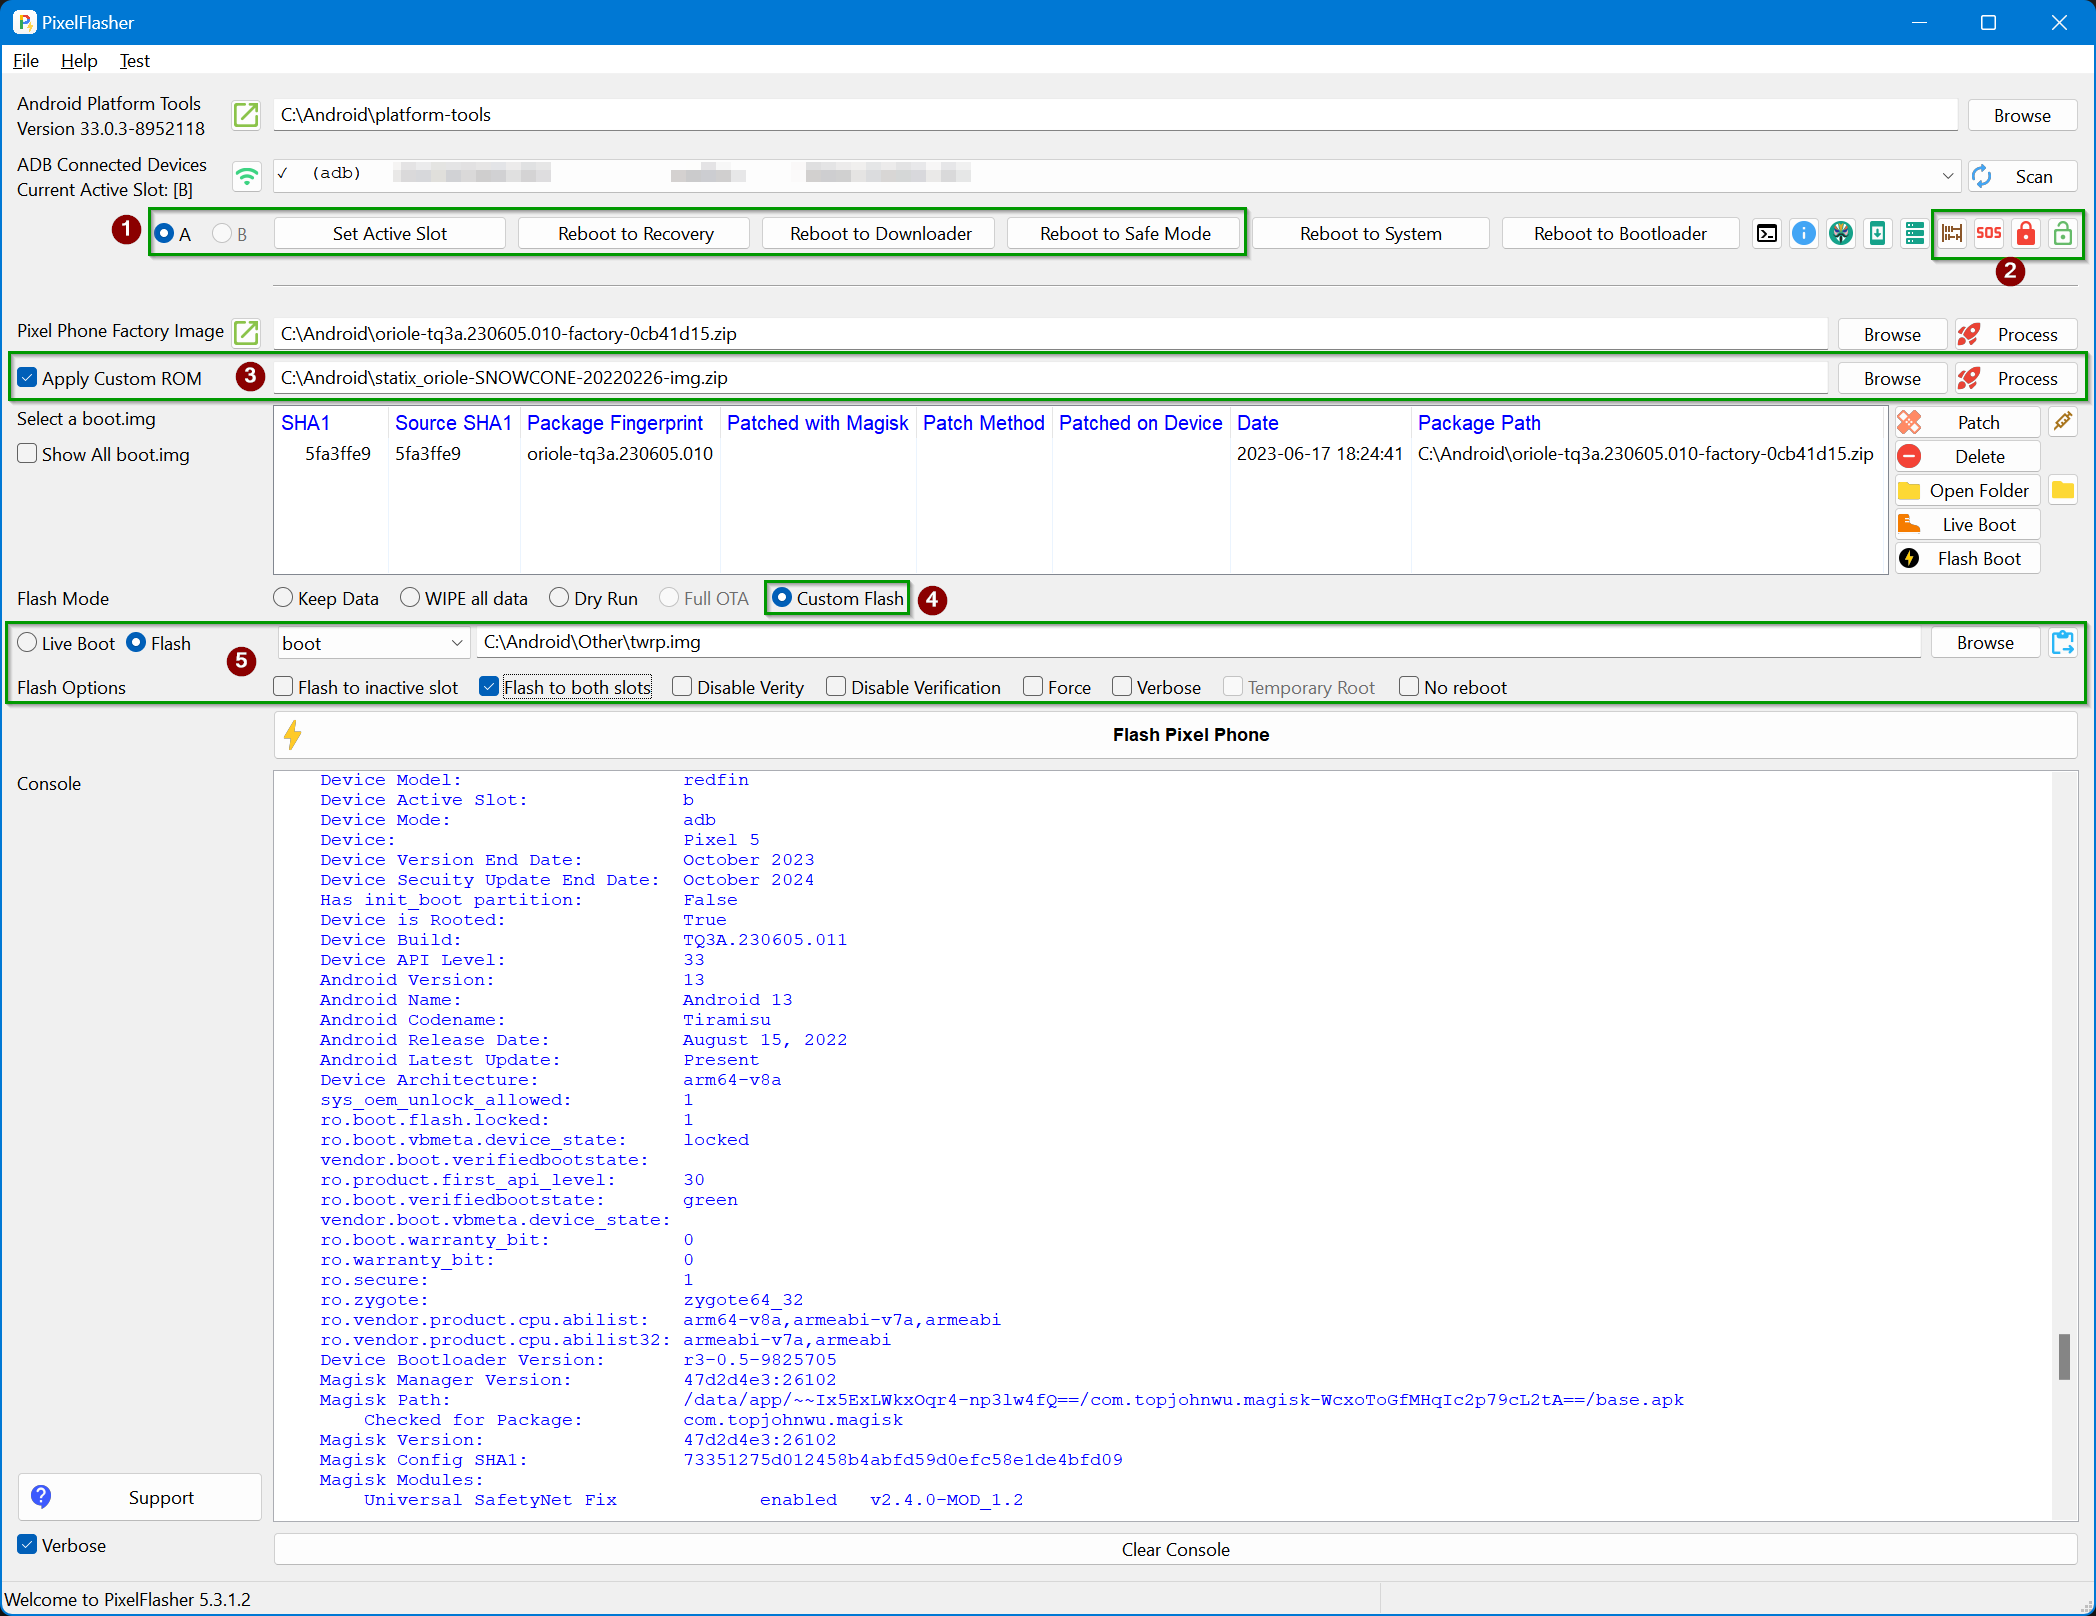 PixelFlasher
File Help Test
Android Platform Tools
Version 33.0.3-8952118
C:\Android\platform-tools
Browse
ADB Connected Devices
Current Active Slot: [B]
✓ (adb)
Scan
1
A B Set Active Slot Reboot to Recovery Reboot to Downloader Reboot to Safe Mode Reboot to System Reboot to Bootloader SOS
2
Pixel Phone Factory Image C:\Android\oriole-tq3a.230605.010-factory-0cb41d15.zip Browse Process
Apply Custom ROM 3 C:\Android\statix_oriole-SNOWCONE-20220226-img.zip Browse Process
Select a boot.img
Show All boot.img
SHA1 Source SHA1 Package Fingerprint Patched with Magisk Patch Method Patched on Device Date Package Path
5fa3ffe9 5fa3ffe9 oriole-tq3a.230605.010 2023-06-17 18:24:41 C:\Android\oriole-tq3a.230605.010-factory-0cb41d15.zip
Patch
Delete
Open Folder
Live Boot
Flash Boot
Flash Mode Keep Data WIPE all data Dry Run Full OTA Custom Flash 4
Live Boot Flash 5 boot C:\Android\Other\twrp.img Browse
Flash Options Flash to inactive slot Flash to both slots Disable Verity Disable Verification Force Verbose Temporary Root No reboot
Flash Pixel Phone
Console
Device Model: redfin
Device Active Slot: b
Device Mode: adb
Device: Pixel 5
Device Version End Date: October 2023
Device Secuity Update End Date: October 2024
Has init_boot partition: False
Device is Rooted: True
Device Build: TQ3A.230605.011
Device API Level: 33
Android Version: 13
Android Name: Android 13
Android Codename: Tiramisu
Android Release Date: August 15, 2022
Android Latest Update: Present
Device Architecture: arm64-v8a
sys_oem_unlock_allowed: 1
ro.boot.flash.locked: 1
ro.boot.vbmeta.device_state: locked
vendor.boot.verifiedbootstate:
ro.product.first_api_level: 30
ro.boot.verifiedbootstate: green
vendor.boot.vbmeta.device_state:
ro.boot.warranty_bit: 0
ro.warranty_bit: 0
ro.secure: 1
ro.zygote: zygote64_32
ro.vendor.product.cpu.abilist: arm64-v8a,armeabi-v7a,armeabi
ro.vendor.product.cpu.abilist32: armeabi-v7a,armeabi
Device Bootloader Version: r3-0.5-9825705
Magisk Manager Version: 47d2d4e3:26102
Magisk Path: /data/app/~~Ix5ExLWkxOqr4-np3lw4fQ==/com.topjohnwu.magisk-WcxoToGfMHqIc2p79cL2tA==/base.apk
Checked for Package: com.topjohnwu.magisk
Magisk Version: 47d2d4e3:26102
Magisk Config SHA1: 73351275d012458b4abfd59d0efc58e1de4bfd09
Magisk Modules:
Universal SafetyNet Fix enabled v2.4.0-MOD_1.2
Support
Verbose
Clear Console
Welcome to PixelFlasher 5.3.1.2